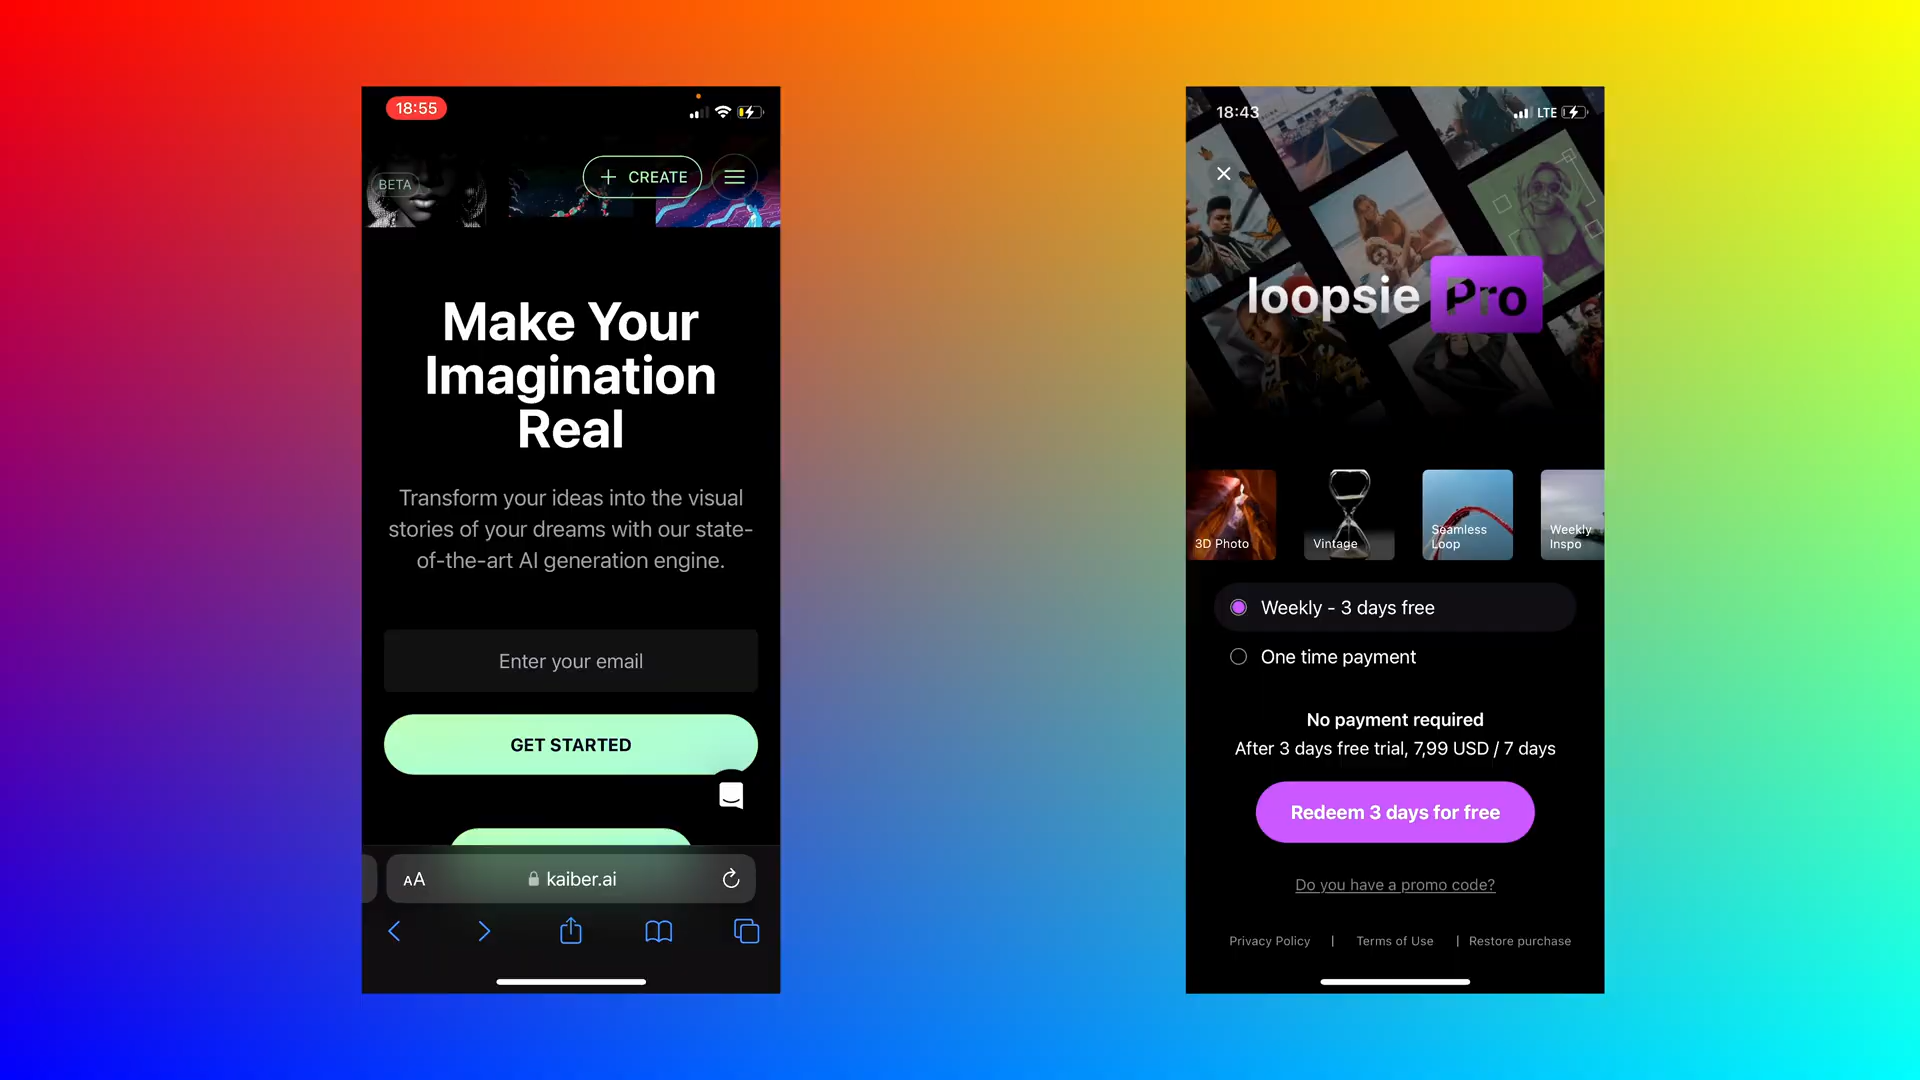 18:55
BETA
+ CREATE
Make Your
Imagination
Real
Transform your ideas into the visual
stories of your dreams with our state-
of-the-art AI generation engine.
Enter your email
GET STARTED
AA
kaiber.ai
18:43
LTE
loopsie Pro
3D Photo
Vintage
Seamless
Loop
Weekly
Inspo
Weekly - 3 days free
One time payment
No payment required
After 3 days free trial, 7,99 USD / 7 days
Redeem 3 days for free
Do you have a promo code?
Privacy Policy | Terms of Use | Restore purchase